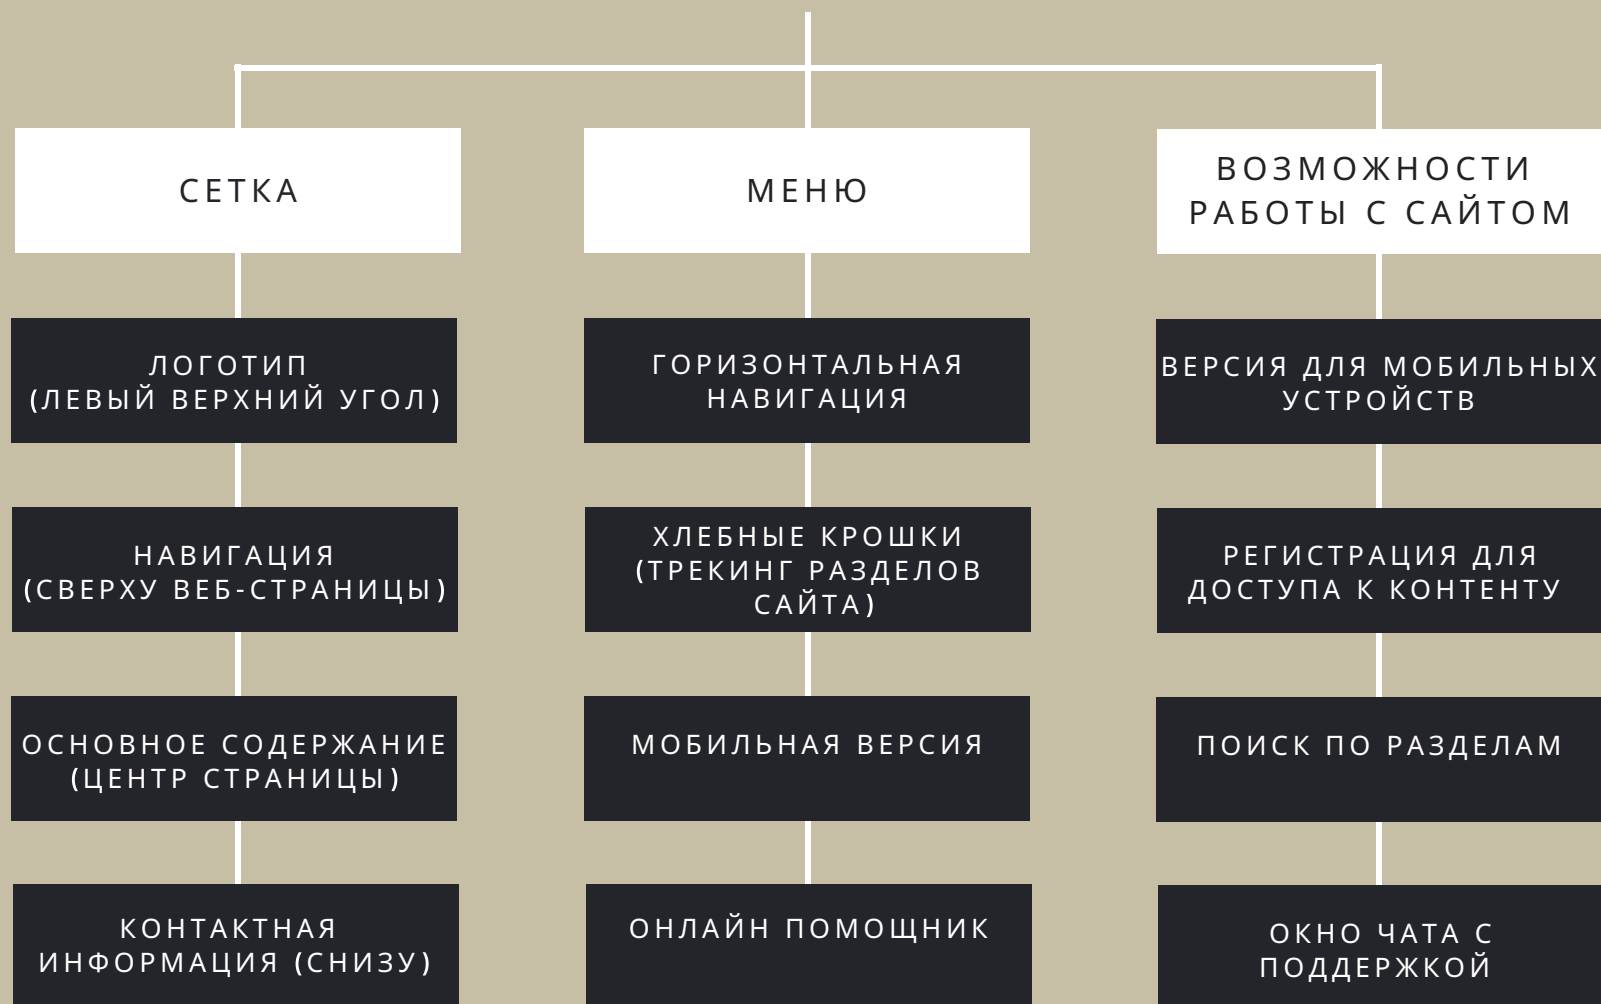 СЕТКА
ЛОГОТИП
(ЛЕВЫЙ ВЕРХНИЙ УГОЛ)
НАВИГАЦИЯ
(СВЕРХУ ВЕБ-СТРАНИЦЫ)
ОСНОВНОЕ СОДЕРЖАНИЕ
(ЦЕНТР СТРАНИЦЫ)
КОНТАКТНАЯ
ИНФОРМАЦИЯ (СНИЗУ)
МЕНЮ
ГОРИЗОНТАЛЬНАЯ
НАВИГАЦИЯ
ХЛЕБНЫЕ КРОШКИ
(ТРЕКИНГ РАЗДЕЛОВ
САЙТА)
МОБИЛЬНАЯ ВЕРСИЯ
ОНЛАЙН ПОМОЩНИК
ВОЗМОЖНОСТИ
РАБОТЫ С САЙТОМ
ВЕРСИЯ ДЛЯ МОБИЛЬНЫХ
УСТРОЙСТВ
РЕГИСТРАЦИЯ ДЛЯ
ДОСТУПА К КОНТЕНТУ
ПОИСК ПО РАЗДЕЛАМ
ОКНО ЧАТА С
ПОДДЕРЖКОЙ